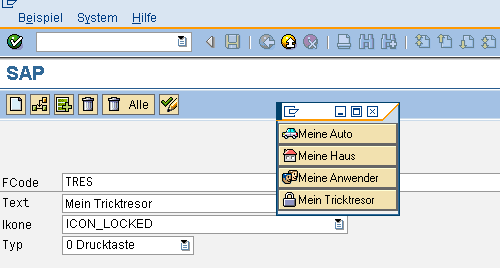 Beispiel System Hilfe
SAP
Alle
Meine Auto
Meine Haus
Meine Anwender
Mein Tricktresor
FCode TRES
Text Mein Tricktresor
Ikone ICON_LOCKED
Typ 0 Drucktaste